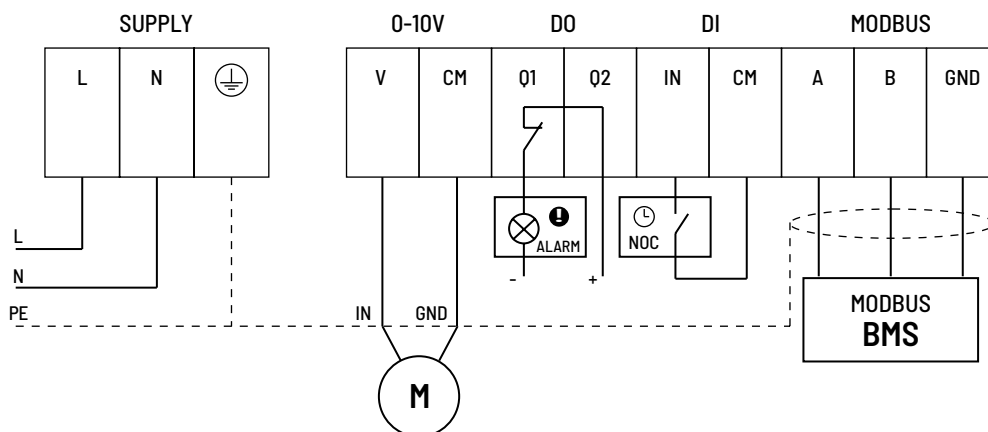 SUPPLY 0-10V DO DI MODBUS
L N V CM Q1 Q2 IN CM A B GND
L
N
PE
ALARM
- +
NOC
IN GND
M
MODBUS
BMS